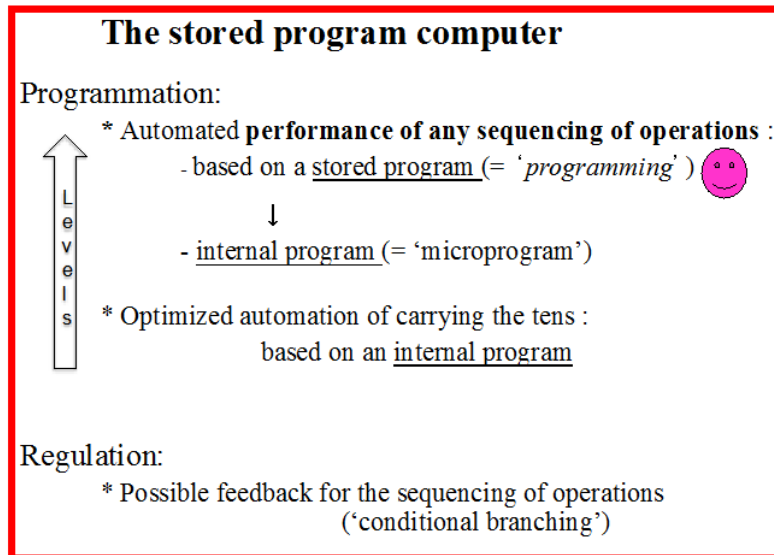 The stored program computer
Programmation:
* Automated performance of any sequencing of operations :
- based on a stored program (= ‘programming’ )
↓
- internal program (= ‘microprogram’)
Levels
* Optimized automation of carrying the tens :
based on an internal program
Regulation:
* Possible feedback for the sequencing of operations
(‘conditional branching’)